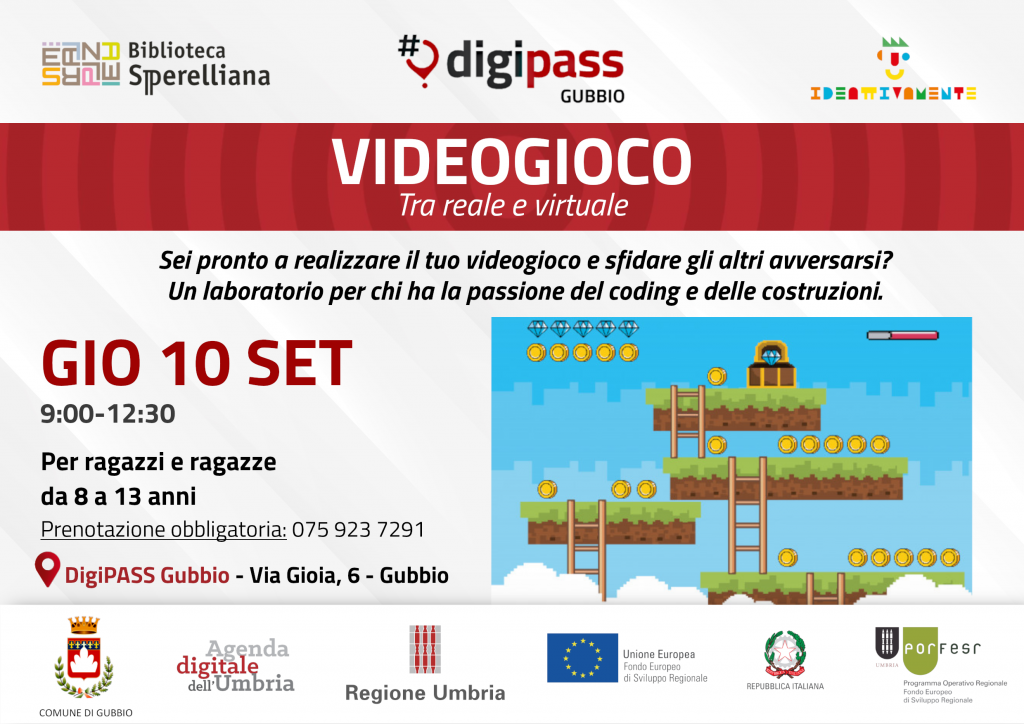 Biblioteca
Sperelliana
#digipass
GUBBIO
IDEATTIVAMENTE
VIDEOGIOCO
Tra reale e virtuale
Sei pronto a realizzare il tuo videogioco e sfidare gli altri avversarsi?
Un laboratorio per chi ha la passione del coding e delle costruzioni.
GIO 10 SET
9:00-12:30
Per ragazzi e ragazze
da 8 a 13 anni
Prenotazione obbligatoria: 075 923 7291
DigiPASS Gubbio - Via Gioia, 6 - Gubbio
COMUNE DI GUBBIO
Agenda
digitale
dell'Umbria
Regione Umbria
Unione Europea
Fondo Europeo
di Sviluppo Regionale
REPUBBLICA ITALIANA
UMBRIA
PorFesr
Programma Operativo Regionale
Fondo Europeo
di Sviluppo Regionale